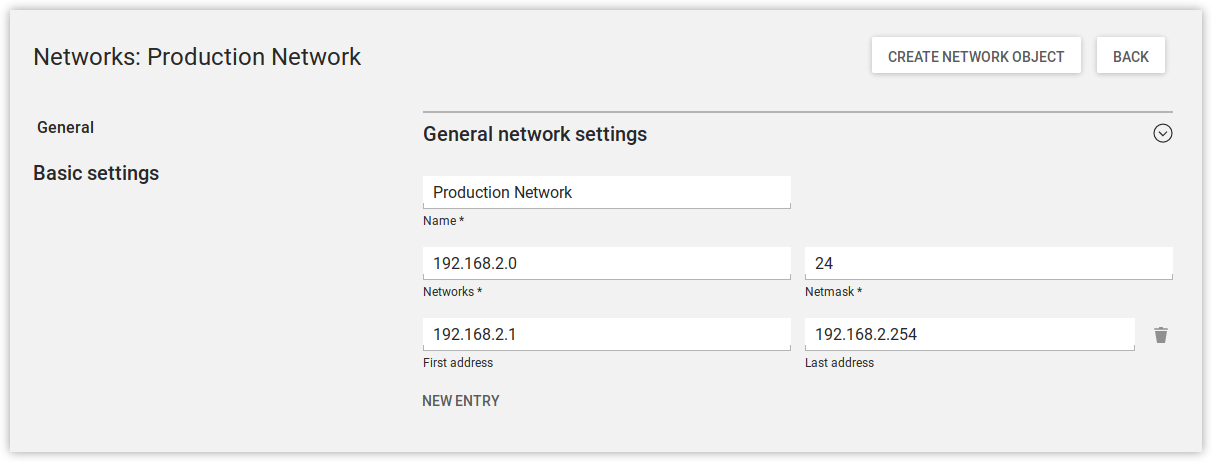 Networks: Production Network
CREATE NETWORK OBJECT
BACK
General
Basic settings
General network settings
Production Network
Name *
192.168.2.0
24
Networks *
Netmask *
192.168.2.1
192.168.2.254
First address
Last address
NEW ENTRY